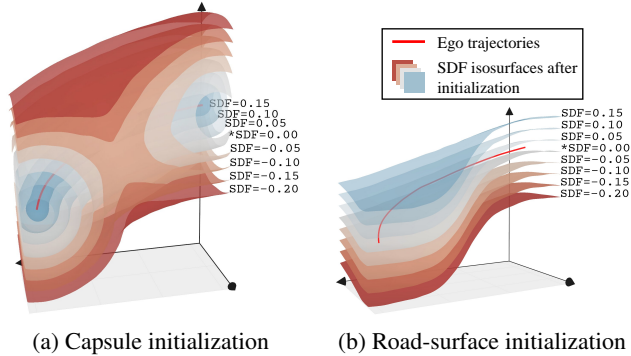 SDF=0.15
SDF=0.10
SDF=0.05
*SDF=0.00
SDF=-0.05
SDF=-0.10
SDF=-0.15
SDF=-0.20
(a) Capsule initialization
Ego trajectories
SDF isosurfaces after
initialization
SDF=0.15
SDF=0.10
SDF=0.05
*SDF=0.00
SDF=-0.05
SDF=-0.10
SDF=-0.15
SDF=-0.20
(b) Road-surface initialization